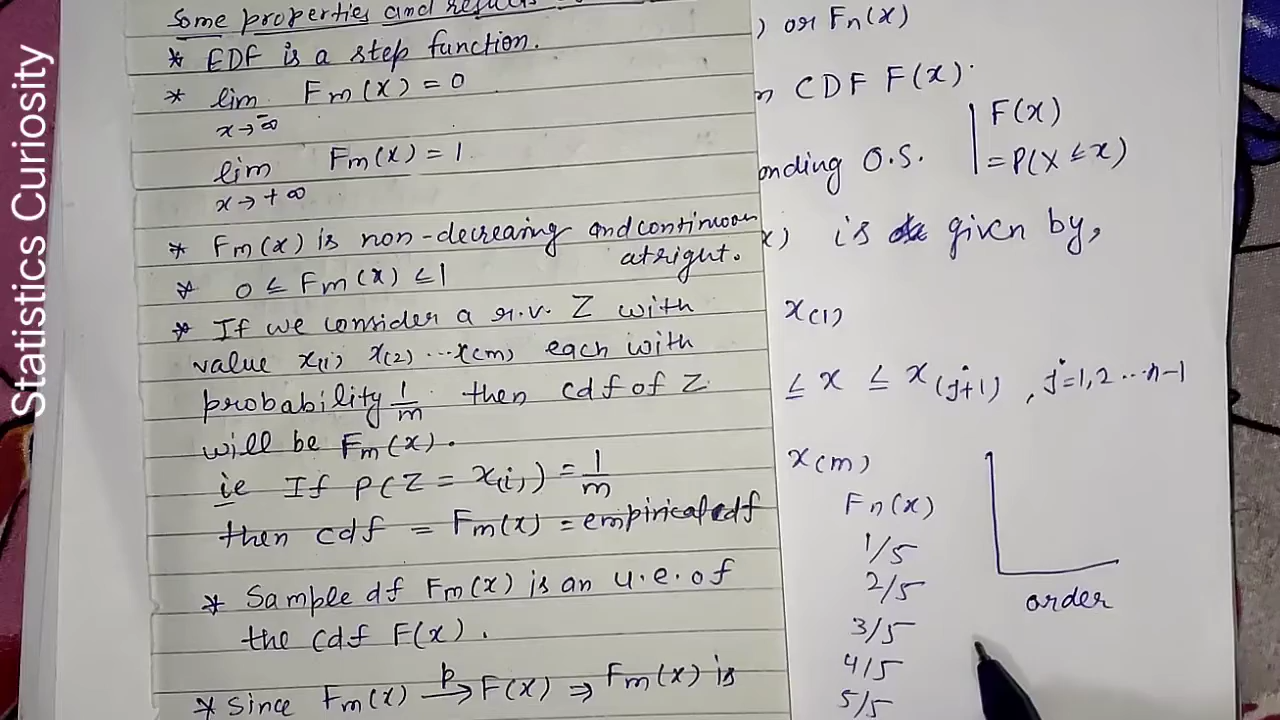 Statistics Curiosity
Some properties and results
* EDF is a step function.
* lim Fm(x) = 0
x→-∞
lim Fm(x) = 1.
x→+∞
* Fm(x) is non-decreasing and continuous
at right.
* 0 ≤ Fm(x) ≤ 1
* If we consider a r.v. Z with
value x(1) x(2) ... x(m) each with
probability 1/m then cdf of Z
will be Fm(x).
ie If P(Z = x(i)) = 1/m
then cdf = Fm(x) = empirical cdf
* Sample df Fm(x) is an u.e. of
the cdf F(x).
* Since Fm(x) →p F(x) ⇒ Fm(x) is
) or Fn(x)
n CDF F(x).
F(x)
onding O.S. = P(X ≤ x)
x) is given by,
x(1)
≤ x ≤ x(j+1) , j=1,2...n-1
x(m)
Fn(x)
1/5
2/5
3/5
4/5
5/5
order